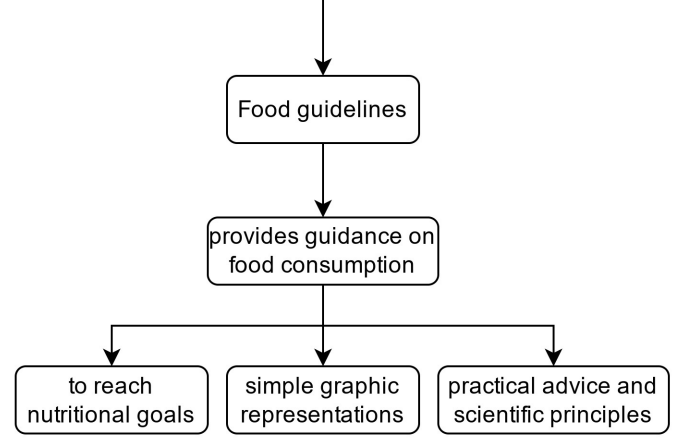 Food guidelines
provides guidance on
food consumption
to reach
nutritional goals
simple graphic
representations
practical advice and
scientific principles